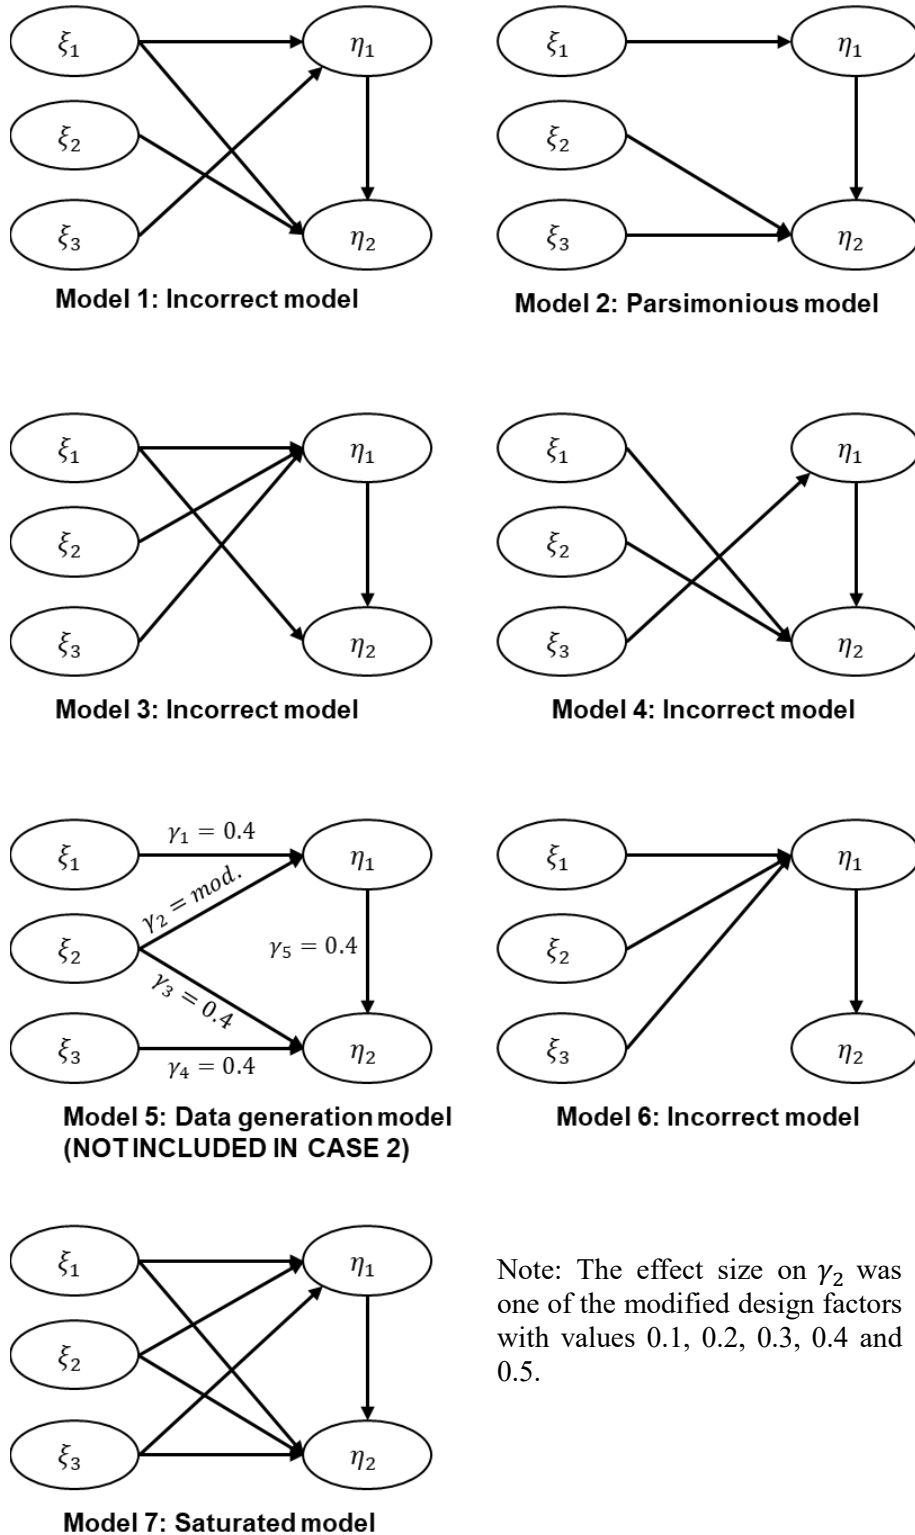 ξ₁
η₁
ξ₂
ξ₃
η₂
Model 1: Incorrect model
ξ₁
η₁
ξ₂
ξ₃
η₂
Model 2: Parsimonious model
ξ₁
η₁
ξ₂
ξ₃
η₂
Model 3: Incorrect model
ξ₁
η₁
ξ₂
ξ₃
η₂
Model 4: Incorrect model
γ₁ = 0.4
ξ₁
η₁
γ₂ = mod.
ξ₂
γ₅ = 0.4
γ₃ = 0.4
ξ₃
η₂
γ₄ = 0.4
Model 5: Data generation model
(NOT INCLUDED IN CASE 2)
ξ₁
η₁
ξ₂
ξ₃
η₂
Model 6: Incorrect model
ξ₁
η₁
ξ₂
ξ₃
η₂
Model 7: Saturated model
Note: The effect size on γ₂ was
one of the modified design factors
with values 0.1, 0.2, 0.3, 0.4 and
0.5.